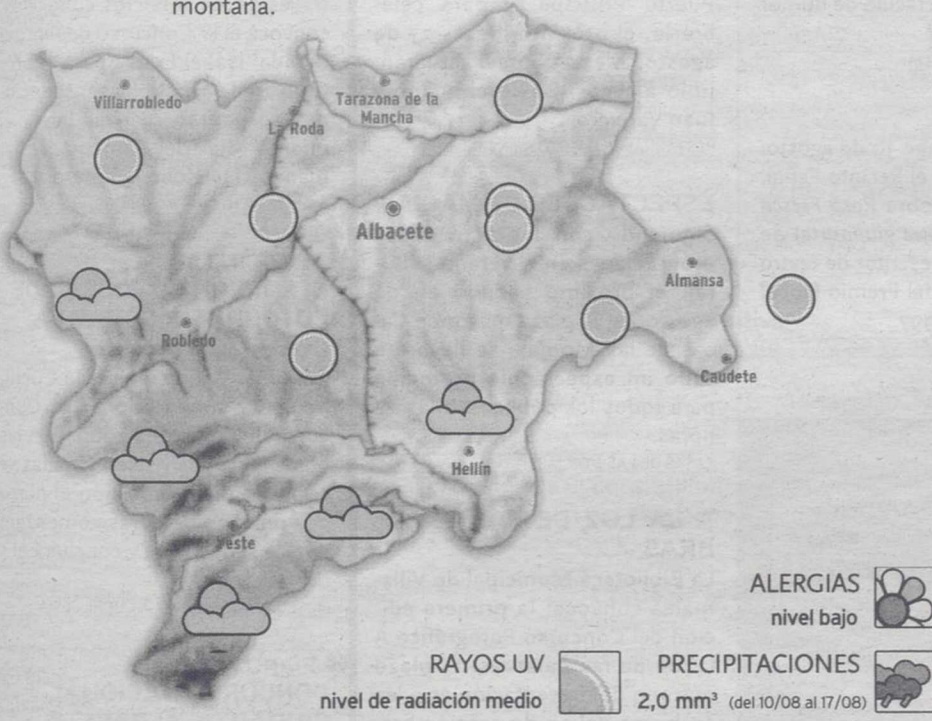 montaña.
Villarrobledo
Tarazona de la
Mancha
La Roda
Albacete
Almansa
Robledo
Caudete
Hellín
Yeste
ALERGIAS
nivel bajo
RAYOS UV
nivel de radiación medio
PRECIPITACIONES
2,0 mm³ (del 10/08 al 17/08)